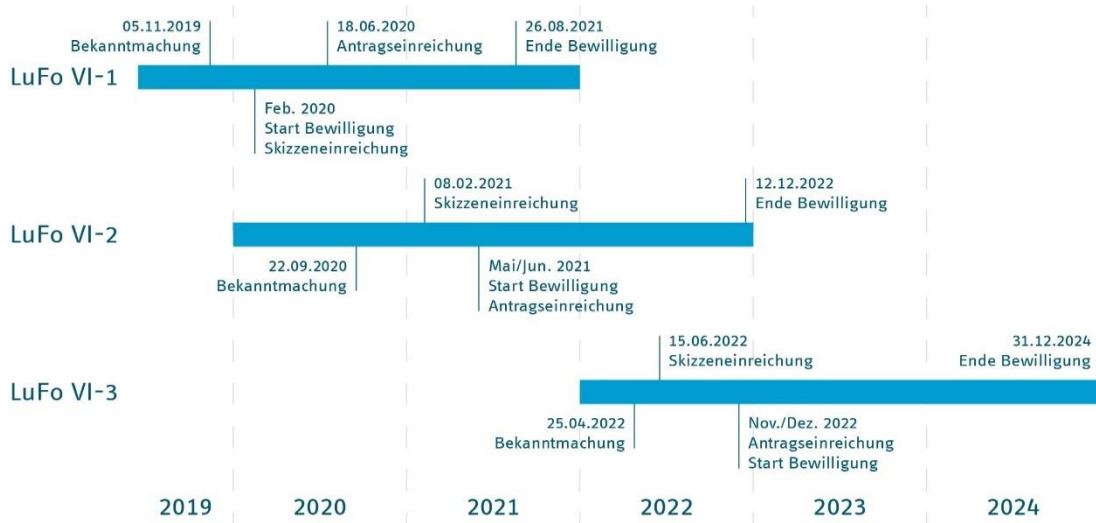 05.11.2019
Bekanntmachung
18.06.2020
Antragseinreichung
26.08.2021
Ende Bewilligung
LuFo VI-1
Feb. 2020
Start Bewilligung
Skizzeneinreichung
08.02.2021
Skizzeneinreichung
12.12.2022
Ende Bewilligung
LuFo VI-2
22.09.2020
Bekanntmachung
Mai/Jun. 2021
Start Bewilligung
Antragseinreichung
15.06.2022
Skizzeneinreichung
31.12.2024
Ende Bewilligung
LuFo VI-3
25.04.2022
Bekanntmachung
Nov./Dez. 2022
Antragseinreichung
Start Bewilligung
2019 2020 2021 2022 2023 2024